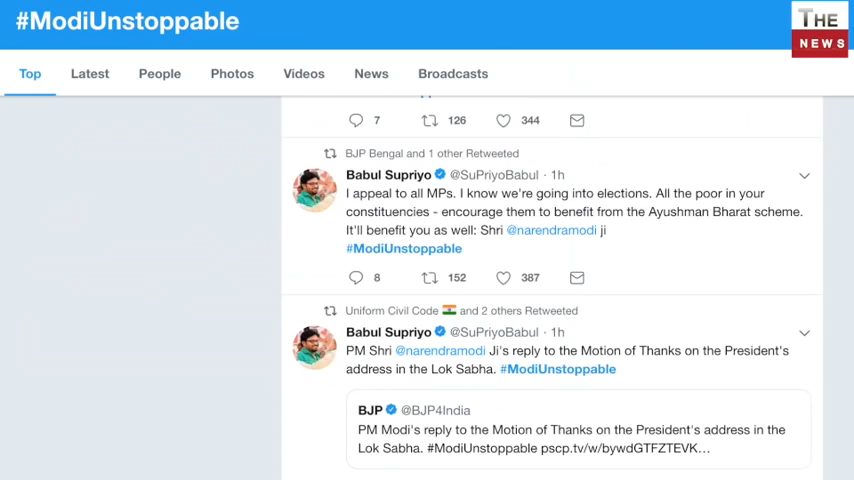 #ModiUnstoppable
THE
NEWS
Top Latest People Photos Videos News Broadcasts
7 126 344
BJP Bengal and 1 other Retweeted
Babul Supriyo @SuPriyoBabul · 1h
I appeal to all MPs. I know we're going into elections. All the poor in your
constituencies - encourage them to benefit from the Ayushman Bharat scheme.
It'll benefit you as well: Shri @narendramodi ji
#ModiUnstoppable
8 152 387
Uniform Civil Code 🇮🇳 and 2 others Retweeted
Babul Supriyo @SuPriyoBabul · 1h
PM Shri @narendramodi Ji's reply to the Motion of Thanks on the President's
address in the Lok Sabha. #ModiUnstoppable
BJP @BJP4India
PM Modi's reply to the Motion of Thanks on the President's address in the
Lok Sabha. #ModiUnstoppable pscp.tv/w/bywdGTFZTEVK…